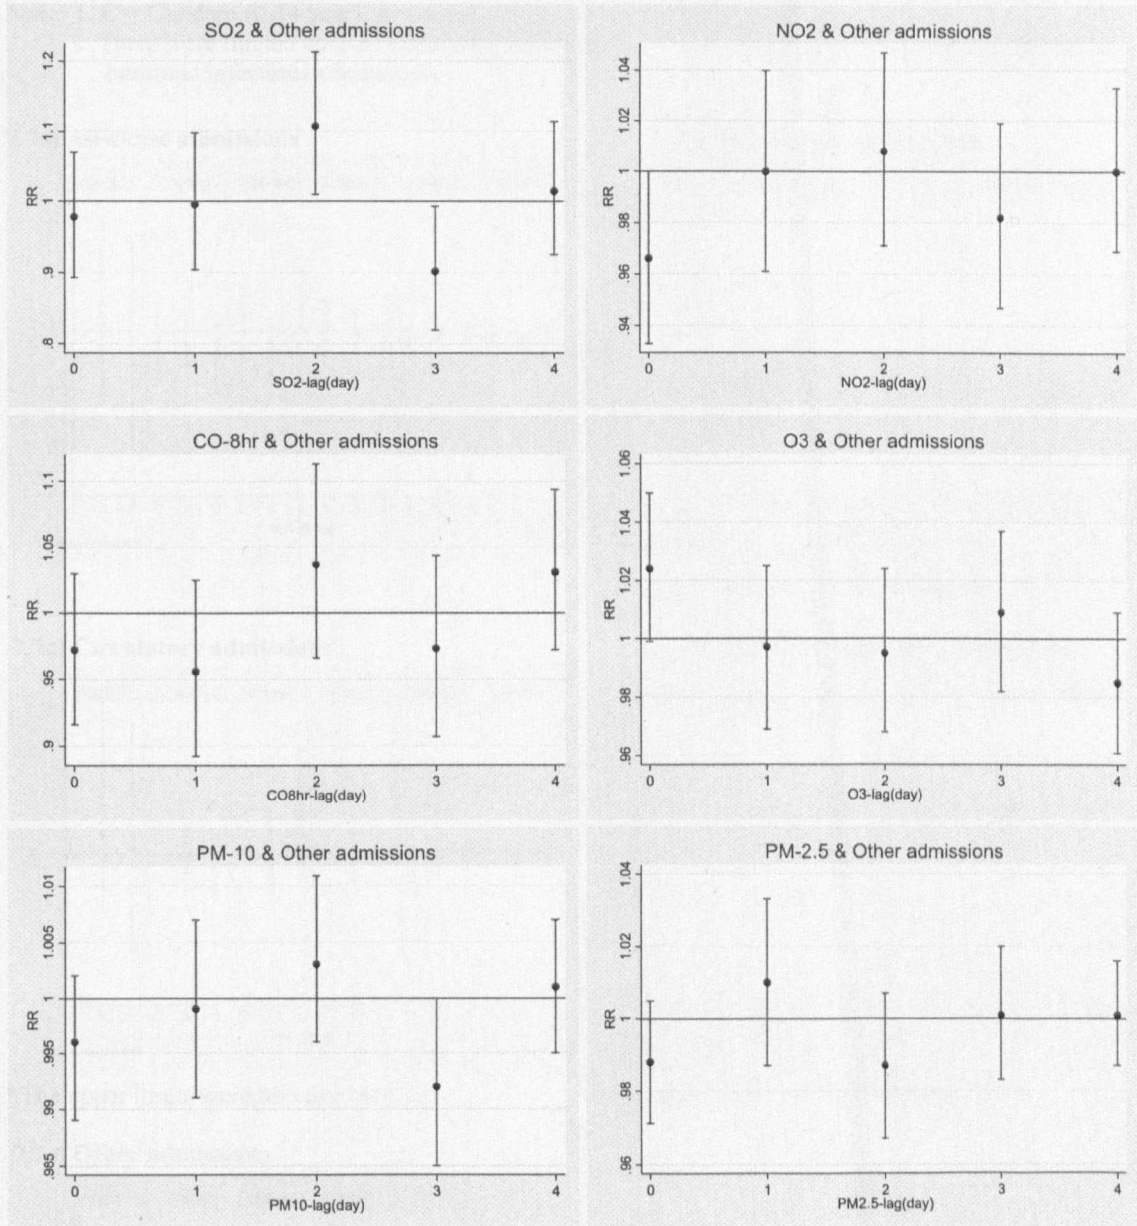 SO2 & Other admissions
1.2
1.1
1
.9
.8
RR
0 1 2 3 4
SO2-lag(day)
NO2 & Other admissions
1.04
1.02
1
.98
.96
.94
RR
0 1 2 3 4
NO2-lag(day)
CO-8hr & Other admissions
1.1
1.05
1
.95
.9
RR
0 1 2 3 4
CO8hr-lag(day)
O3 & Other admissions
1.06
1.04
1.02
1
.98
.96
RR
0 1 2 3 4
O3-lag(day)
PM-10 & Other admissions
1.01
1.005
1
.995
.99
.985
RR
0 1 2 3 4
PM10-lag(day)
PM-2.5 & Other admissions
1.04
1.02
1
.98
.96
RR
0 1 2 3 4
PM2.5-lag(day)